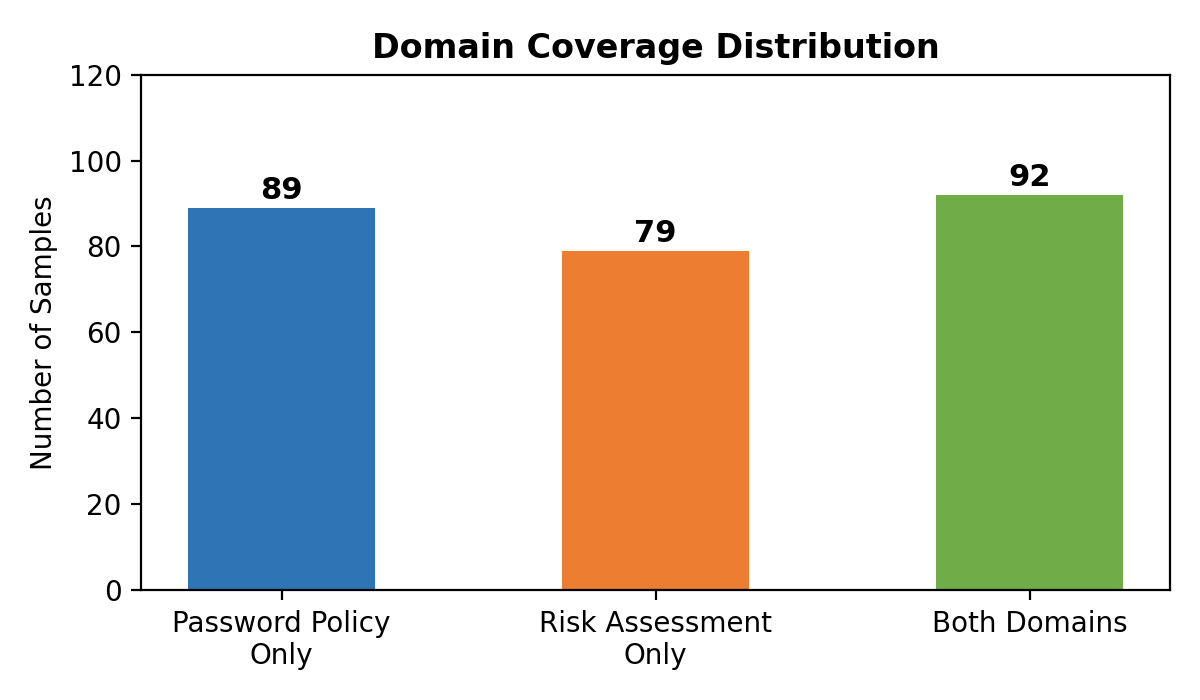 Domain Coverage Distribution
Number of Samples
120
100
80
60
40
20
0
89
79
92
Password Policy
Only
Risk Assessment
Only
Both Domains